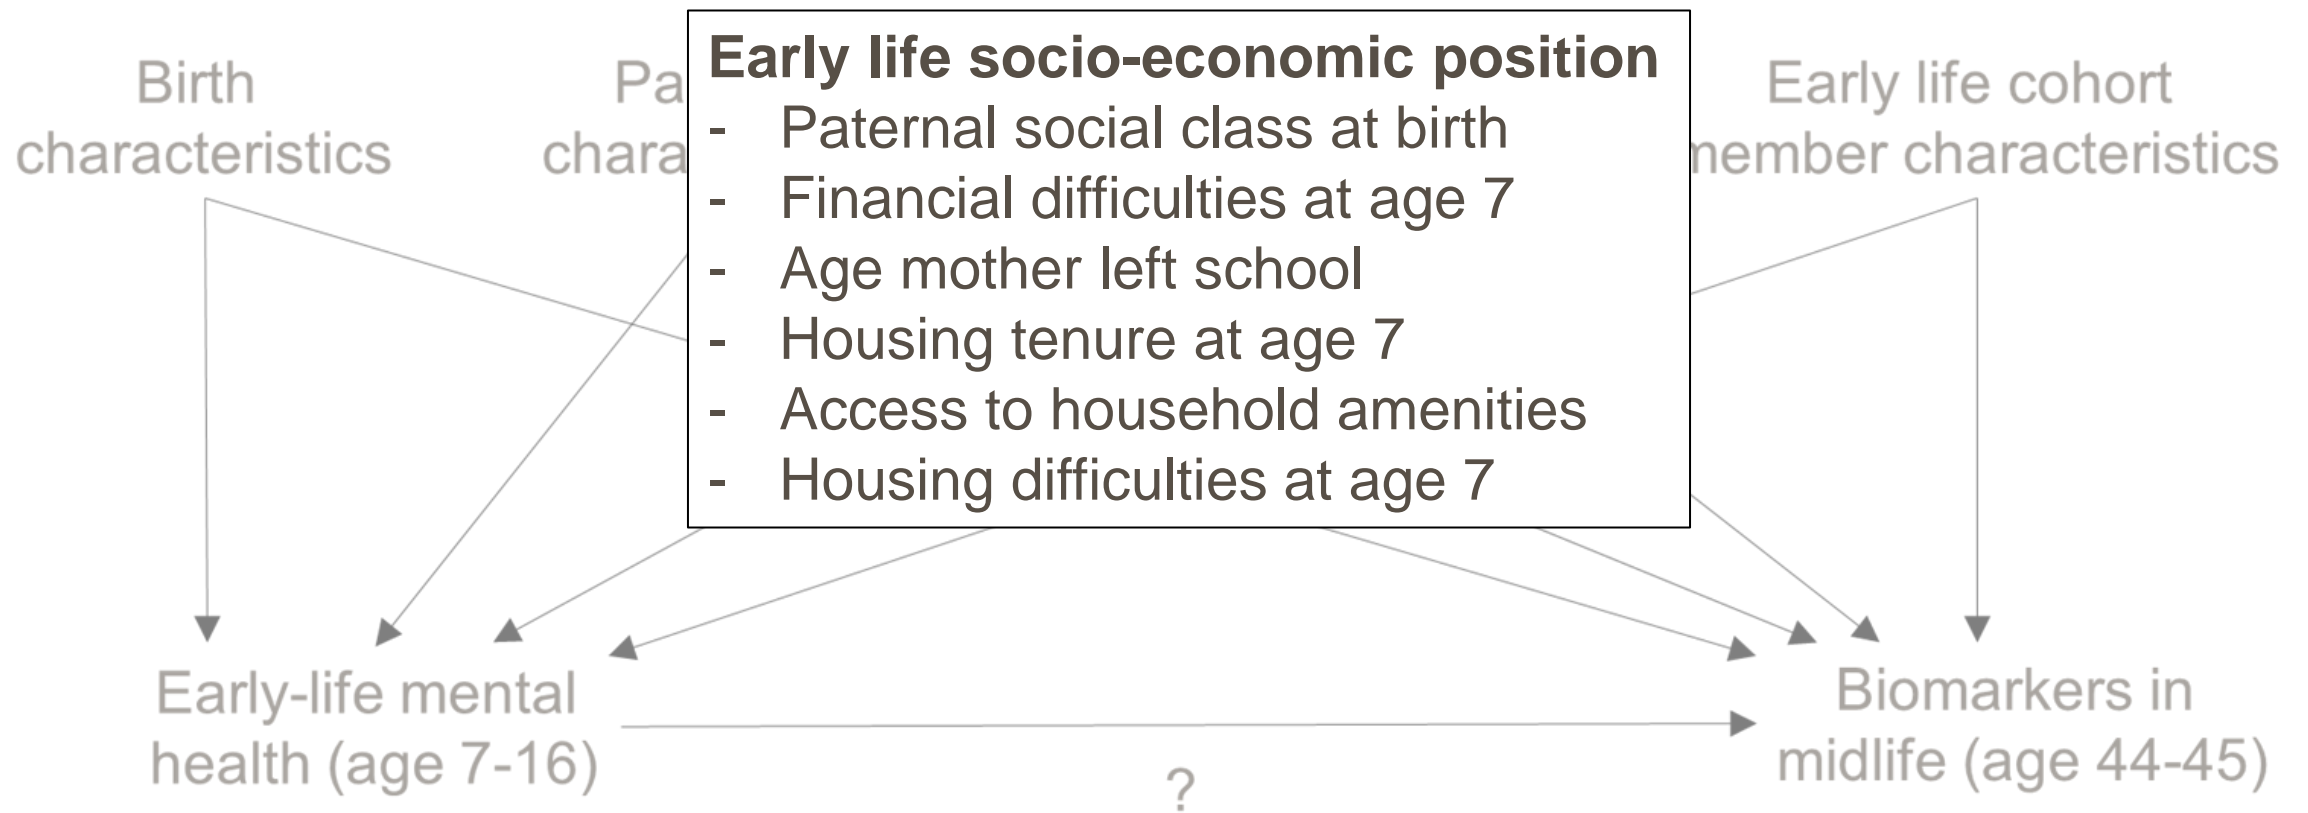 Birth
characteristics
Early life socio-economic position
- Paternal social class at birth
- Financial difficulties at age 7
- Age mother left school
- Housing tenure at age 7
- Access to household amenities
- Housing difficulties at age 7
Early life cohort
characteristics
Early-life mental
health (age 7-16)
?
Biomarkers in
midlife (age 44-45)